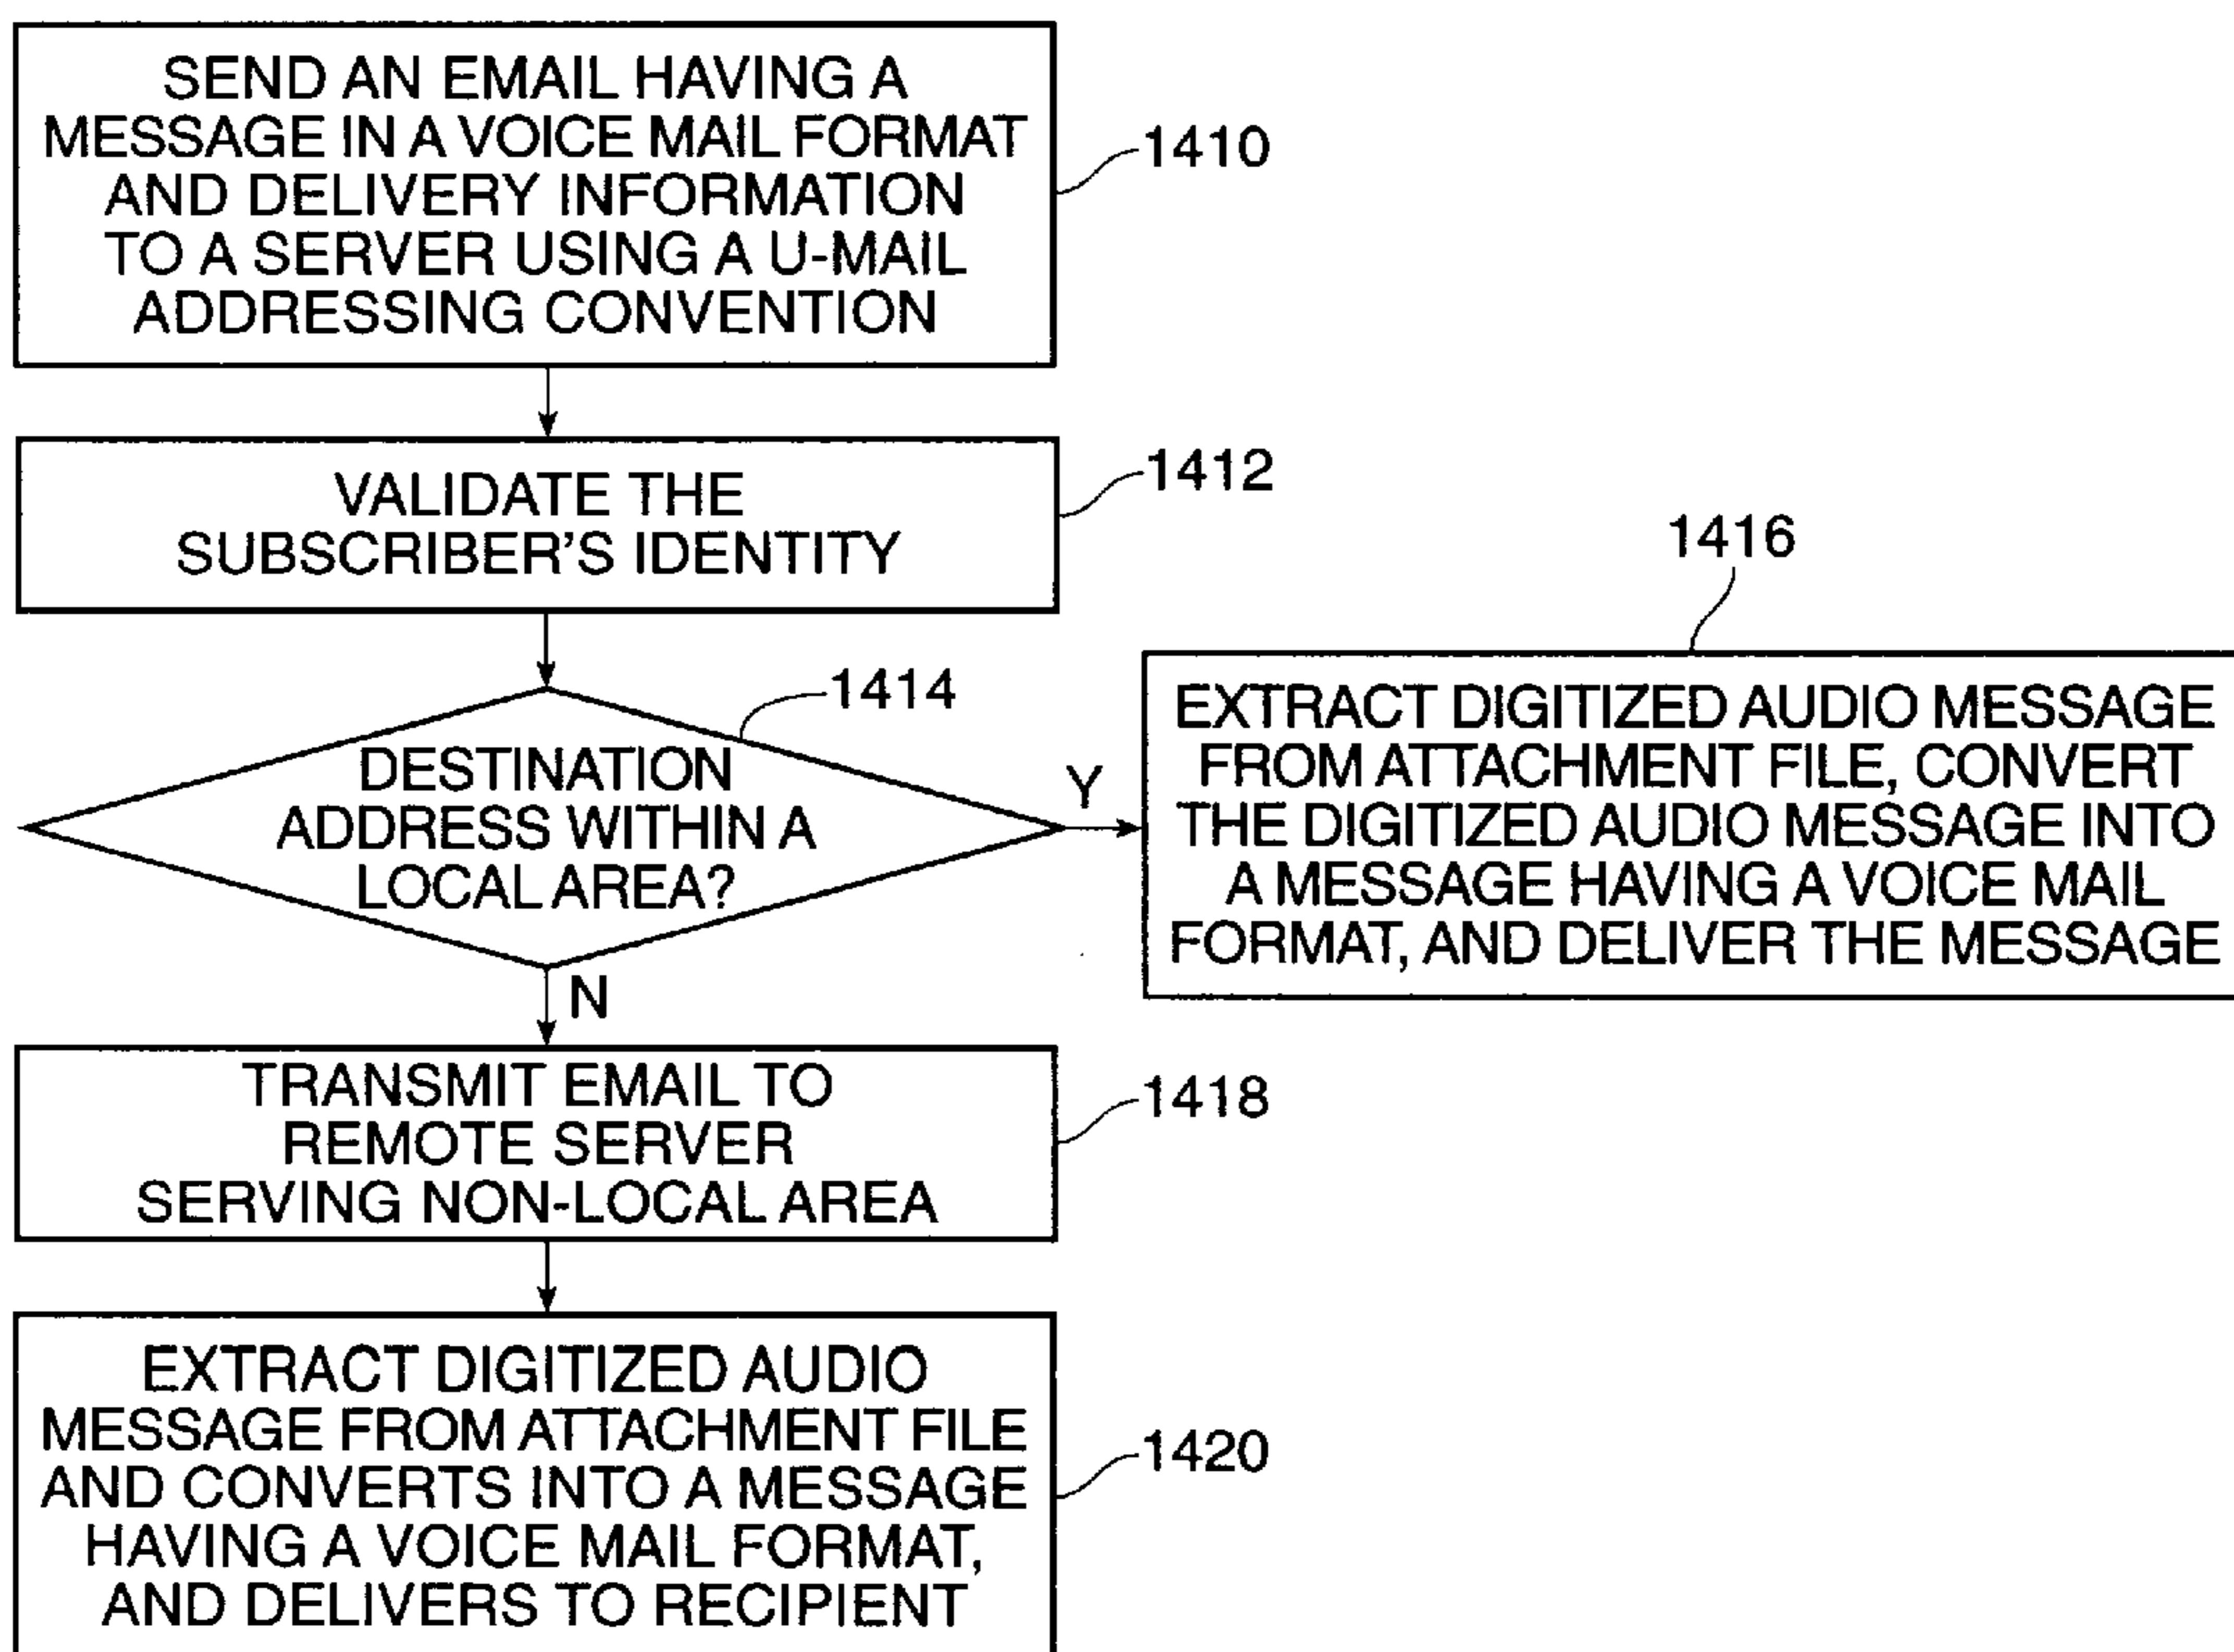 SEND AN EMAIL HAVING A
MESSAGE IN A VOICE MAIL FORMAT
AND DELIVERY INFORMATION
TO A SERVER USING A U-MAIL
ADDRESSING CONVENTION
1410
VALIDATE THE
SUBSCRIBER'S IDENTITY
1412
DESTINATION
ADDRESS WITHIN A
LOCAL AREA?
1414
Y
1416
EXTRACT DIGITIZED AUDIO MESSAGE
FROM ATTACHMENT FILE, CONVERT
THE DIGITIZED AUDIO MESSAGE INTO
A MESSAGE HAVING A VOICE MAIL
FORMAT, AND DELIVER THE MESSAGE
N
TRANSMIT EMAIL TO
REMOTE SERVER
SERVING NON-LOCAL AREA
1418
EXTRACT DIGITIZED AUDIO
MESSAGE FROM ATTACHMENT FILE
AND CONVERTS INTO A MESSAGE
HAVING A VOICE MAIL FORMAT,
AND DELIVERS TO RECIPIENT
1420